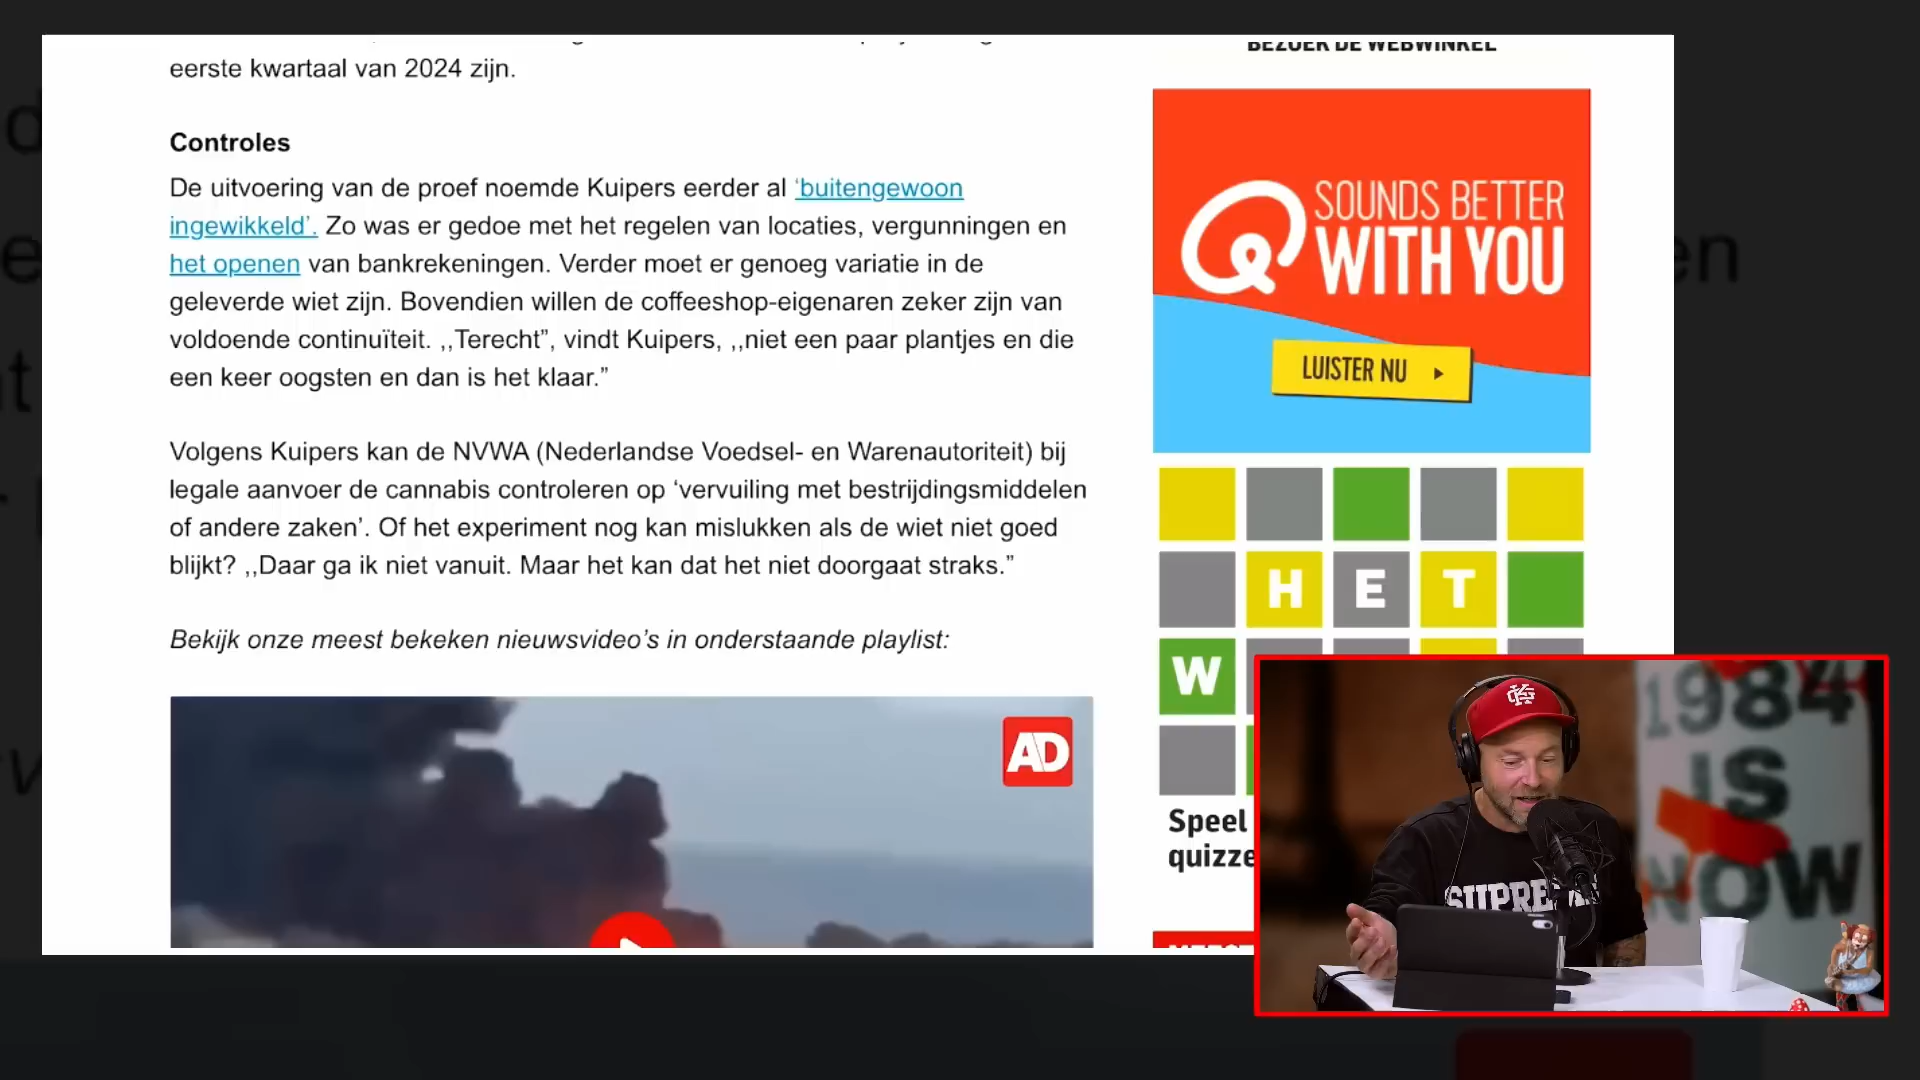 eerste kwartaal van 2024 zijn.
Controles
De uitvoering van de proef noemde Kuipers eerder al ‘buitengewoon
ingewikkeld’. Zo was er gedoe met het regelen van locaties, vergunningen en
het openen van bankrekeningen. Verder moet er genoeg variatie in de
geleverde wiet zijn. Bovendien willen de coffeeshop-eigenaren zeker zijn van
voldoende continuïteit. ,,Terecht”, vindt Kuipers, ,,niet een paar plantjes en die
een keer oogsten en dan is het klaar.”
Volgens Kuipers kan de NVWA (Nederlandse Voedsel- en Warenautoriteit) bij
legale aanvoer de cannabis controleren op ‘vervuiling met bestrijdingsmiddelen
of andere zaken’. Of het experiment nog kan mislukken als de wiet niet goed
blijkt? ,,Daar ga ik niet vanuit. Maar het kan dat het niet doorgaat straks.”
Bekijk onze meest bekeken nieuwsvideo’s in onderstaande playlist:
AD
BEZOEK DE WEBWINKEL
SOUNDS BETTER
WITH YOU
LUISTER NU
HET
W
Speel
quizze
1984
IS
NOW